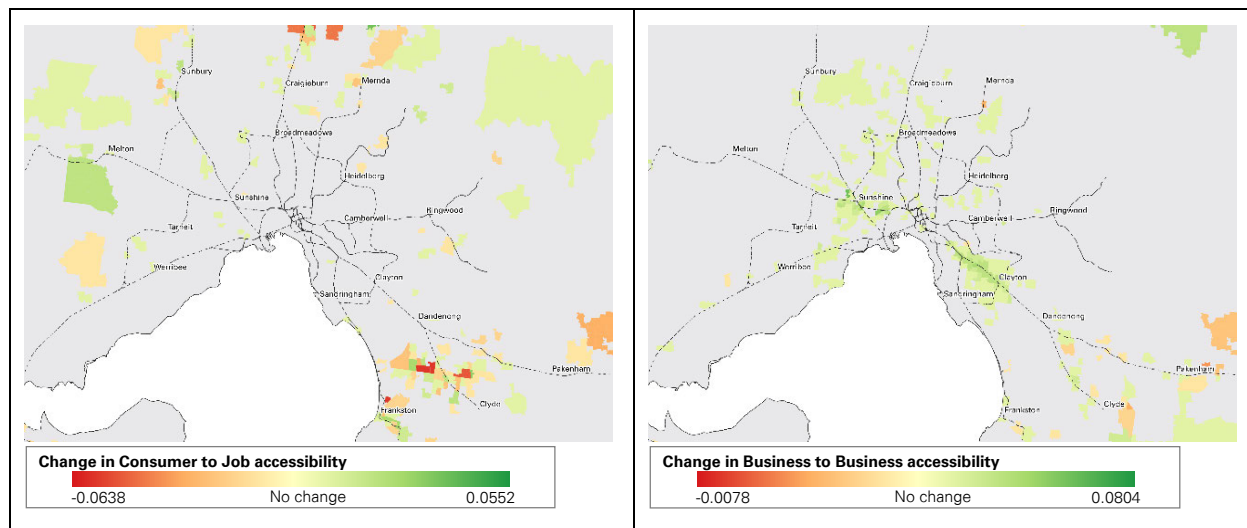 Sunbury
Craigieburn
Mernda
Broadmeadows
Melton
Heidelberg
Sunshine
Camberwell
Ringwood
Tarneit
Werribee
Clayton
Sandringham
Dandenong
Pakenham
Frankston
Clyde
Change in Consumer to Job accessibility
-0.0638 No change 0.0552
Sunbury
Craigieburn
Mernda
Broadmeadows
Melton
Heidelberg
Sunshine
Camberwell
Ringwood
Tarneit
Werribee
Clayton
Sandringham
Dandenong
Pakenham
Frankston
Clyde
Change in Business to Business accessibility
-0.0078 No change 0.0804